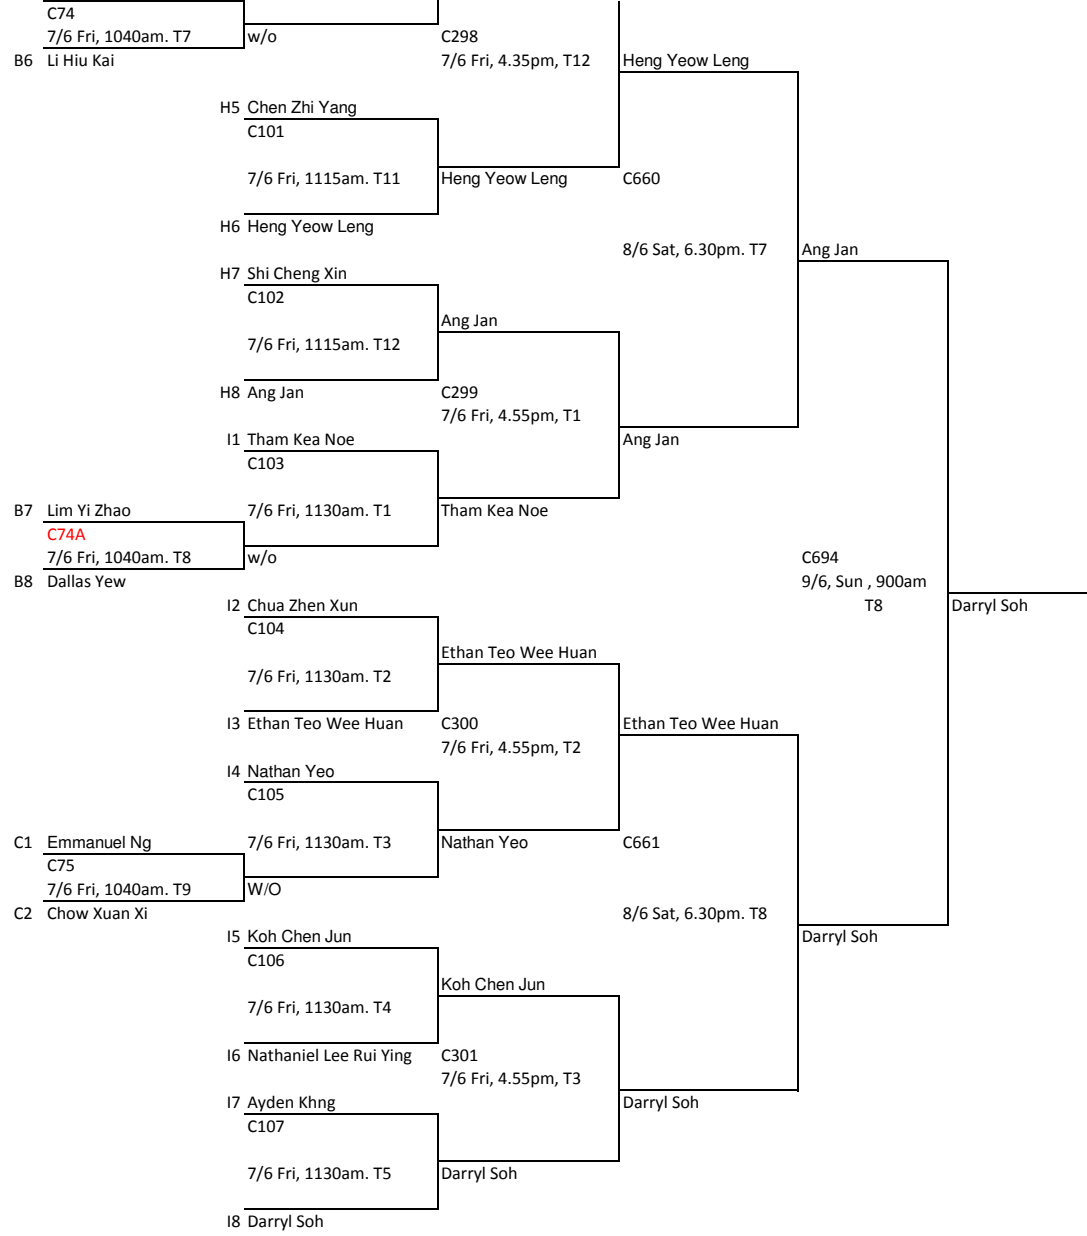 C74
7/6 Fri, 1040am. T7
w/o
C298
B6 Li Hiu Kai
7/6 Fri, 4.35pm, T12
Heng Yeow Leng
H5 Chen Zhi Yang
C101
7/6 Fri, 1115am. T11
Heng Yeow Leng
C660
H6 Heng Yeow Leng
8/6 Sat, 6.30pm. T7
Ang Jan
H7 Shi Cheng Xin
C102
Ang Jan
7/6 Fri, 1115am. T12
H8 Ang Jan
C299
7/6 Fri, 4.55pm, T1
I1 Tham Kea Noe
Ang Jan
C103
B7 Lim Yi Zhao
7/6 Fri, 1130am. T1
Tham Kea Noe
C74A
7/6 Fri, 1040am. T8
w/o
C694
B8 Dallas Yew
9/6, Sun , 900am
I2 Chua Zhen Xun
T8
Darryl Soh
C104
Ethan Teo Wee Huan
7/6 Fri, 1130am. T2
I3 Ethan Teo Wee Huan
C300
Ethan Teo Wee Huan
7/6 Fri, 4.55pm, T2
I4 Nathan Yeo
C105
C1 Emmanuel Ng
7/6 Fri, 1130am. T3
Nathan Yeo
C661
C75
7/6 Fri, 1040am. T9
W/O
C2 Chow Xuan Xi
8/6 Sat, 6.30pm. T8
I5 Koh Chen Jun
Darryl Soh
C106
Koh Chen Jun
7/6 Fri, 1130am. T4
I6 Nathaniel Lee Rui Ying
C301
7/6 Fri, 4.55pm, T3
I7 Ayden Khng
Darryl Soh
C107
7/6 Fri, 1130am. T5
Darryl Soh
I8 Darryl Soh